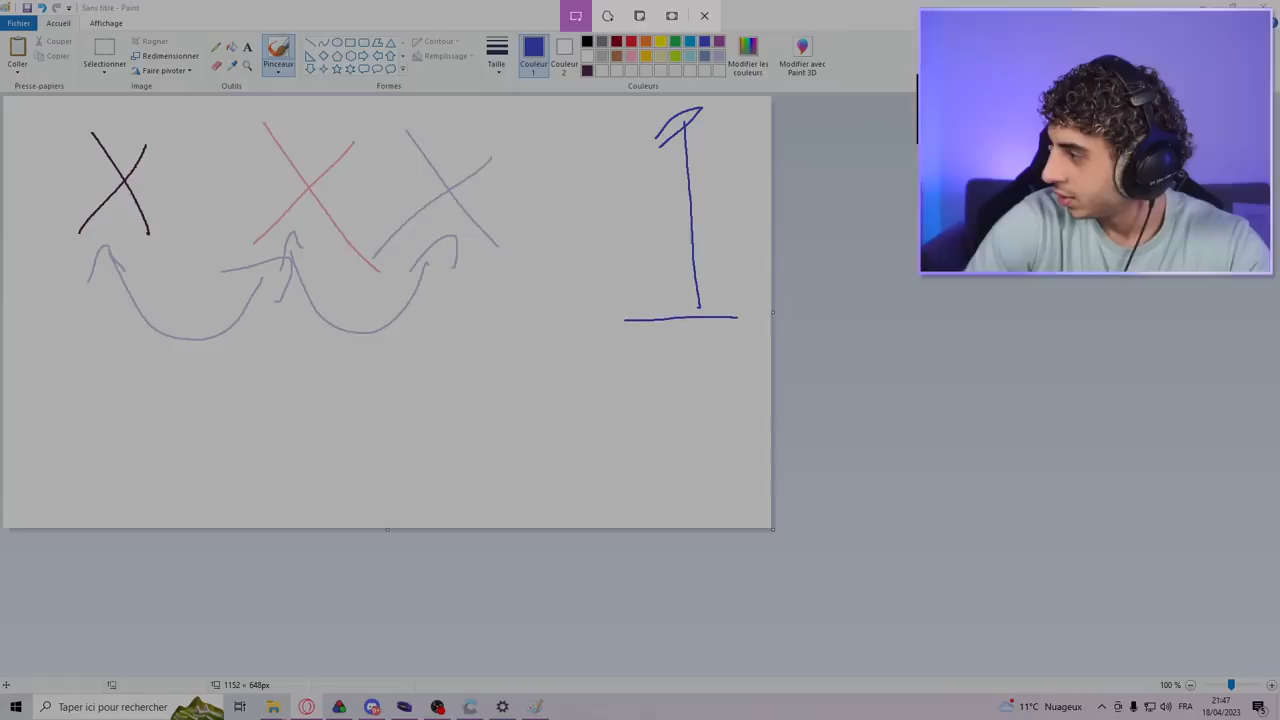 Sans titre - Paint
Fichier Accueil Affichage
Coller
Couper
Copier
Presse-papiers
Sélectionner
Rogner
Redimensionner
Faire pivoter
Image
A
Outils
Pinceaux
Contour
Remplissage
Formes
Taille
Couleur
1
Couleur
2
Modifier les
couleurs
Modifier avec
Paint 3D
Couleurs
X X X 1
1152 × 648px
100 %
Taper ici pour rechercher
11°C Nuageux
FRA
21:47
18/04/2023
5